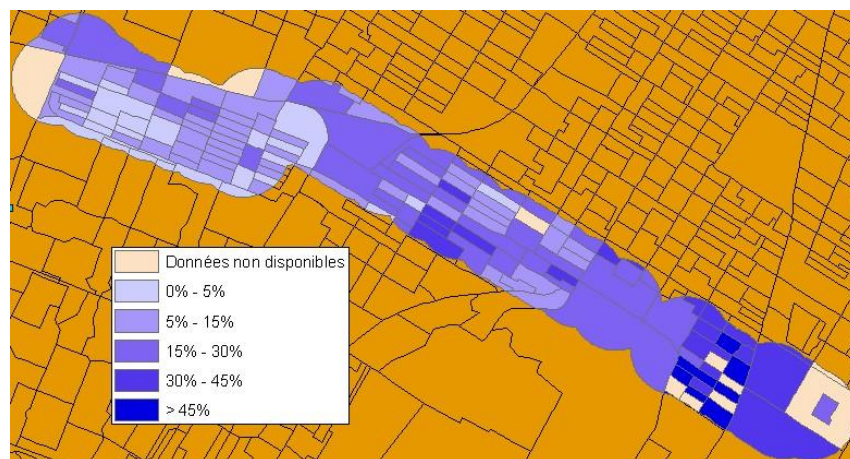 Données non disponibles
0% - 5%
5% - 15%
15% - 30%
30% - 45%
> 45%